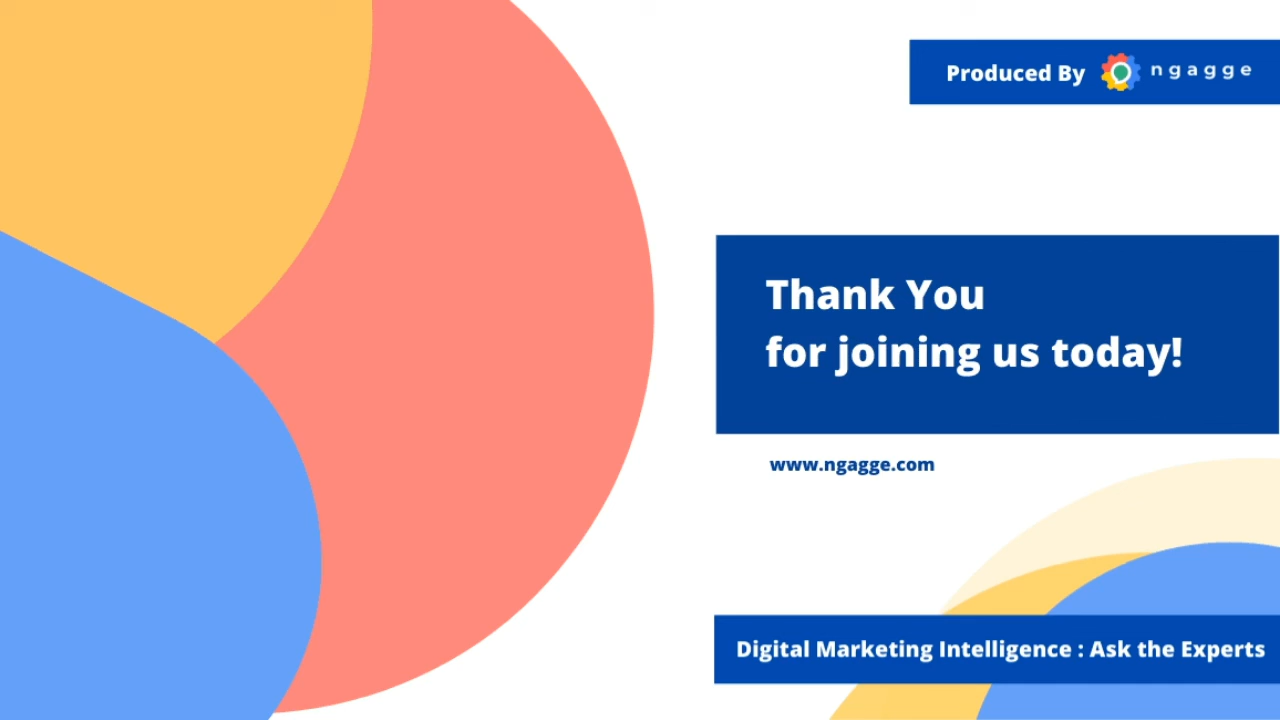 Produced By ngagge
Thank You
for joining us today!
www.ngagge.com
Digital Marketing Intelligence : Ask the Experts